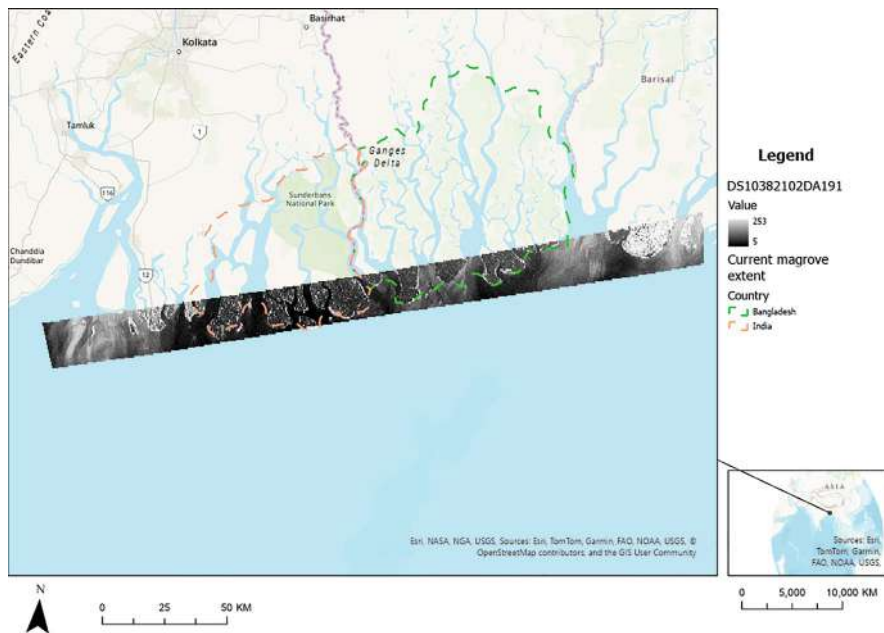 Eastern Coast
Basirhat
Kolkata
Barisal
Tamluk
1
Ganges
Delta
116
Sunderbans
National Park
Chanddia
Dundibar
12
Esri, NASA, NGA, USGS, Sources: Esri, TomTom, Garmin, FAO, NOAA, USGS, ©
OpenStreetMap contributors, and the GIS User Community
Legend
DS10382102DA191
Value
253
5
Current magrove
extent
Country
Bangladesh
India
ASIA
Sources: Esri,
TomTom, Garmin,
FAO, NOAA, USGS,
N
0 25 50 KM
0 5,000 10,000 KM